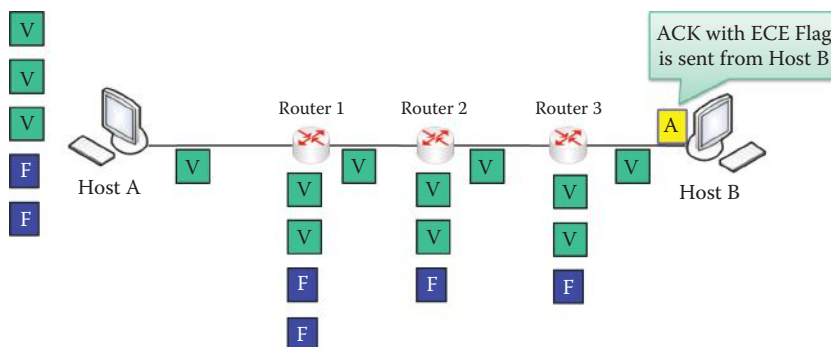 V
V
V
F
F
ACK with ECE Flag
is sent from Host B
Router 1
Router 2
Router 3
A
V
V
V
V
Host A
Host B
V
V
V
V
V
V
F
F
F
F